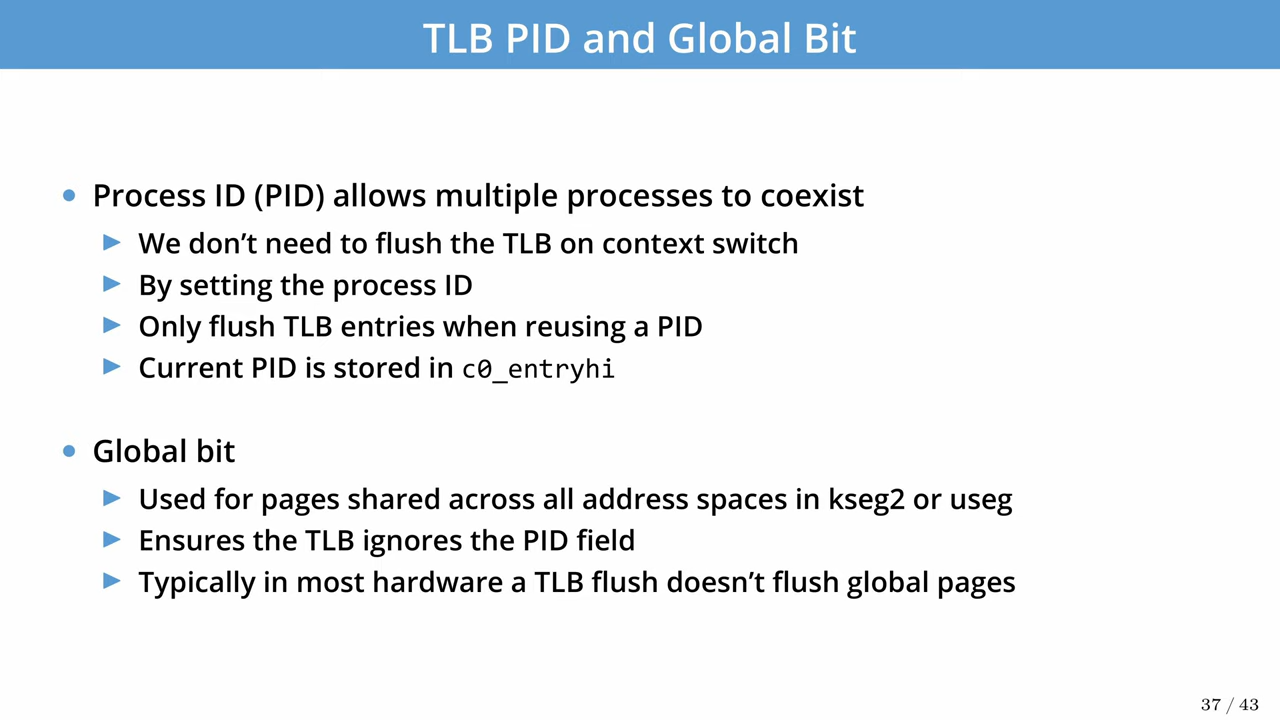 TLB PID and Global Bit
• Process ID (PID) allows multiple processes to coexist
▶ We don’t need to flush the TLB on context switch
▶ By setting the process ID
▶ Only flush TLB entries when reusing a PID
▶ Current PID is stored in c0_entryhi
• Global bit
▶ Used for pages shared across all address spaces in kseg2 or useg
▶ Ensures the TLB ignores the PID field
▶ Typically in most hardware a TLB flush doesn’t flush global pages
37 / 43